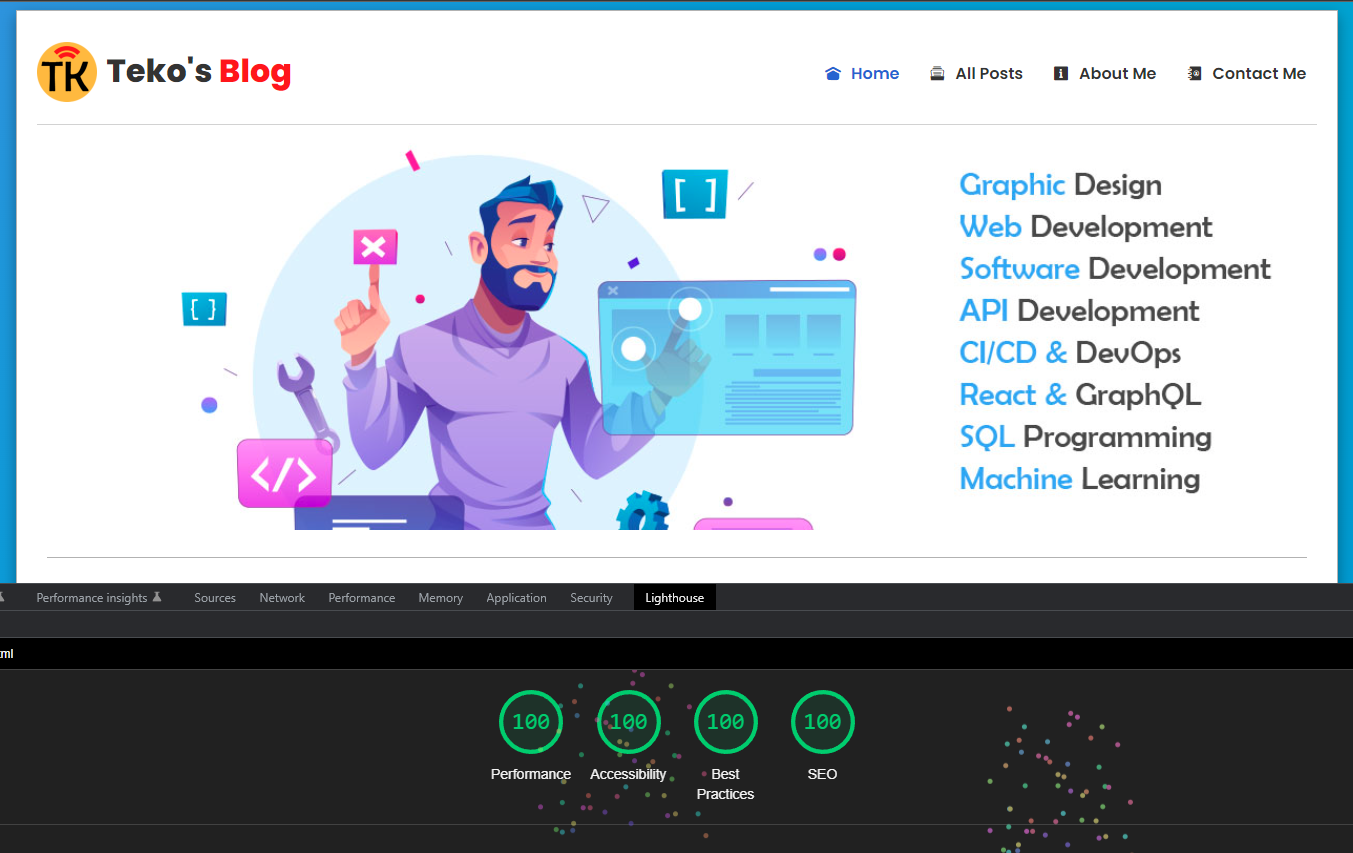 TK Teko's Blog
Home All Posts About Me Contact Me
[ ]
{ }
</>
Graphic Design
Web Development
Software Development
API Development
CI/CD & DevOps
React & GraphQL
SQL Programming
Machine Learning
Performance insights Sources Network Performance Memory Application Security Lighthouse
100 100 100 100
Performance Accessibility Best Practices SEO